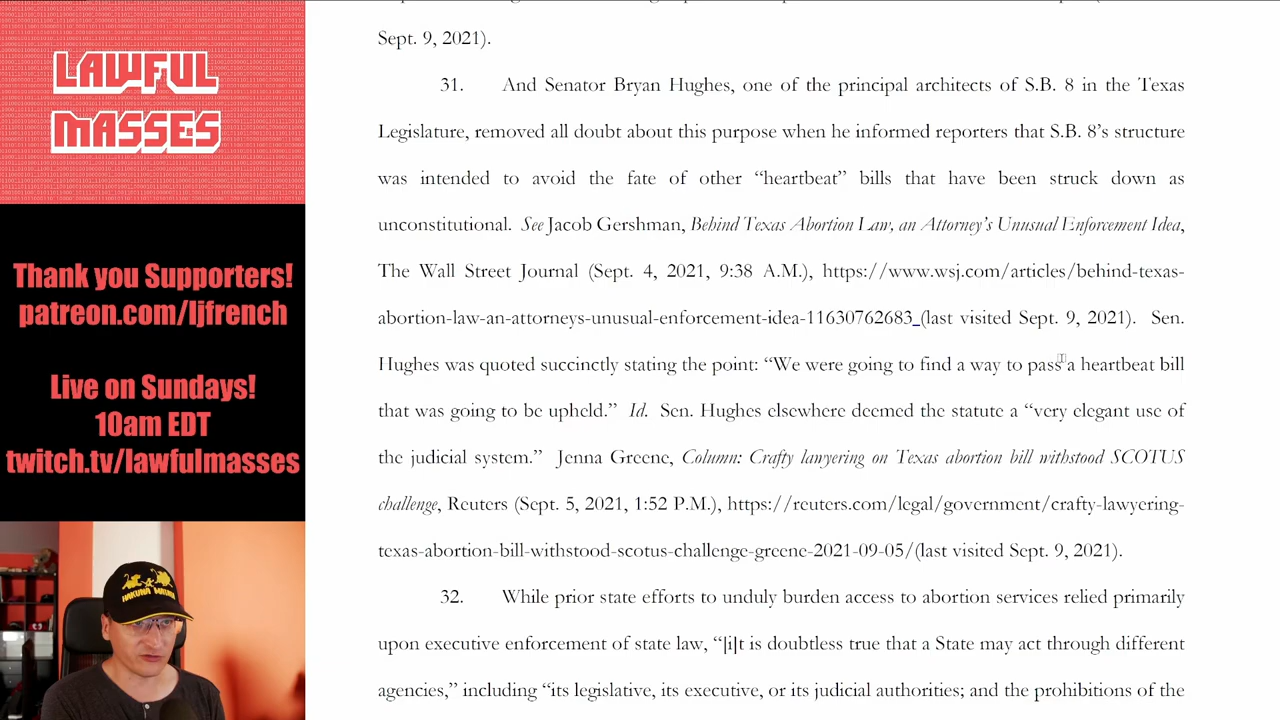 LAWFUL
MASSES
Thank you Supporters!
patreon.com/ljfrench
Live on Sundays!
10am EDT
twitch.tv/lawfulmasses
HAKUNA MATATA
Sept. 9, 2021).
31. And Senator Bryan Hughes, one of the principal architects of S.B. 8 in the Texas
Legislature, removed all doubt about this purpose when he informed reporters that S.B. 8’s structure
was intended to avoid the fate of other “heartbeat” bills that have been struck down as
unconstitutional. See Jacob Gershman, Behind Texas Abortion Law, an Attorney’s Unusual Enforcement Idea,
The Wall Street Journal (Sept. 4, 2021, 9:38 A.M.), https://www.wsj.com/articles/behind-texas-
abortion-law-an-attorneys-unusual-enforcement-idea-11630762683 (last visited Sept. 9, 2021). Sen.
Hughes was quoted succinctly stating the point: “We were going to find a way to pass a heartbeat bill
that was going to be upheld.” Id. Sen. Hughes elsewhere deemed the statute a “very elegant use of
the judicial system.” Jenna Greene, Column: Crafty lawyering on Texas abortion bill withstood SCOTUS
challenge, Reuters (Sept. 5, 2021, 1:52 P.M.), https://reuters.com/legal/government/crafty-lawyering-
texas-abortion-bill-withstood-scotus-challenge-greene-2021-09-05/(last visited Sept. 9, 2021).
32. While prior state efforts to unduly burden access to abortion services relied primarily
upon executive enforcement of state law, “[i]t is doubtless true that a State may act through different
agencies,” including “its legislative, its executive, or its judicial authorities; and the prohibitions of the